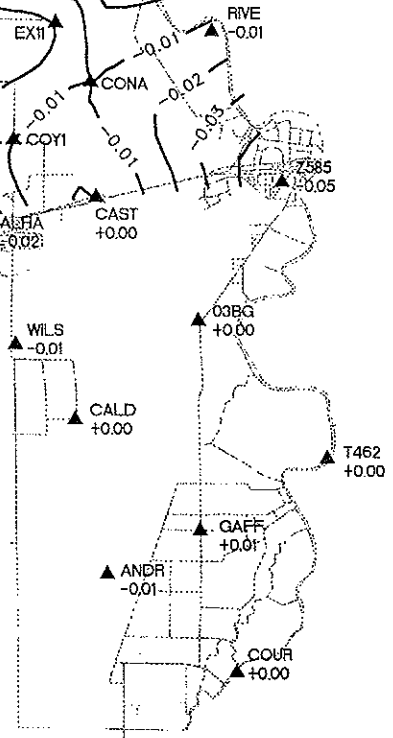 RIVE
-0.01
EX11
-0.01
CONA
-0.02
-0.01
-0.03
COY1
-0.01
Z585
-0.05
CAST
+0.00
ALHA
-0.02
03BG
+0.00
WILS
-0.01
CALD
+0.00
T462
+0.00
GAFF
+0.01
ANDR
-0.01
COUR
+0.00